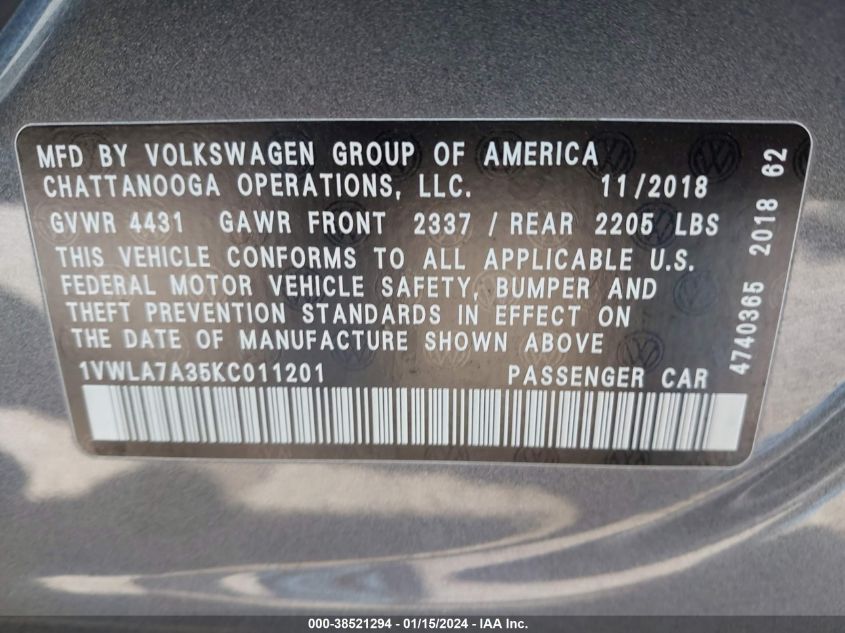 MFD BY VOLKSWAGEN GROUP OF AMERICA
CHATTANOOGA OPERATIONS, LLC. 11/2018
GVWR 4431 GAWR FRONT 2337 / REAR 2205 LBS
THIS VEHICLE CONFORMS TO ALL APPLICABLE U.S.
FEDERAL MOTOR VEHICLE SAFETY, BUMPER AND
THEFT PREVENTION STANDARDS IN EFFECT ON
THE DATE OF MANUFACTURE SHOWN ABOVE
1VWLA7A35KC011201 PASSENGER CAR
4740365 2018 62
000-38521294 - 01/15/2024 - IAA Inc.